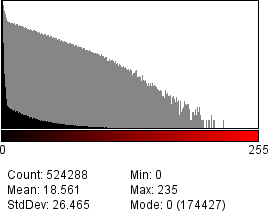 0 255
Count: 524288 Min: 0
Mean: 18.561 Max: 235
StdDev: 26.465 Mode: 0 (174427)